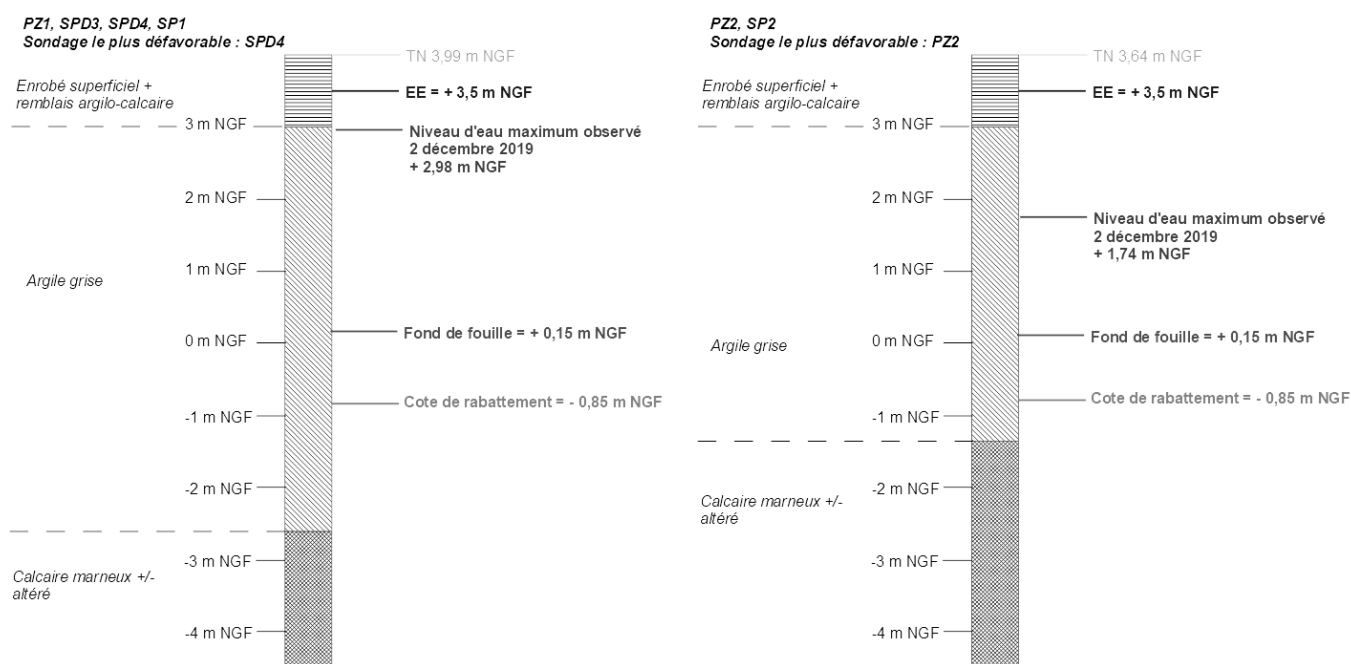 PZ1, SPD3, SPD4, SP1
Sondage le plus défavorable : SPD4
TN 3,99 m NGF
Enrobé superficiel +
remblais argilo-calcaire
EE = + 3,5 m NGF
3 m NGF
Niveau d'eau maximum observé
2 décembre 2019
+ 2,98 m NGF
2 m NGF
1 m NGF
Argile grise
Fond de fouille = + 0,15 m NGF
0 m NGF
Cote de rabattement = - 0,85 m NGF
-1 m NGF
-2 m NGF
-3 m NGF
Calcaire marneux +/-
altéré
-4 m NGF
PZ2, SP2
Sondage le plus défavorable : PZ2
TN 3,64 m NGF
Enrobé superficiel +
remblais argilo-calcaire
EE = + 3,5 m NGF
3 m NGF
2 m NGF
Niveau d'eau maximum observé
2 décembre 2019
+ 1,74 m NGF
1 m NGF
Fond de fouille = + 0,15 m NGF
0 m NGF
Argile grise
Cote de rabattement = - 0,85 m NGF
-1 m NGF
-2 m NGF
Calcaire marneux +/-
altéré
-3 m NGF
-4 m NGF